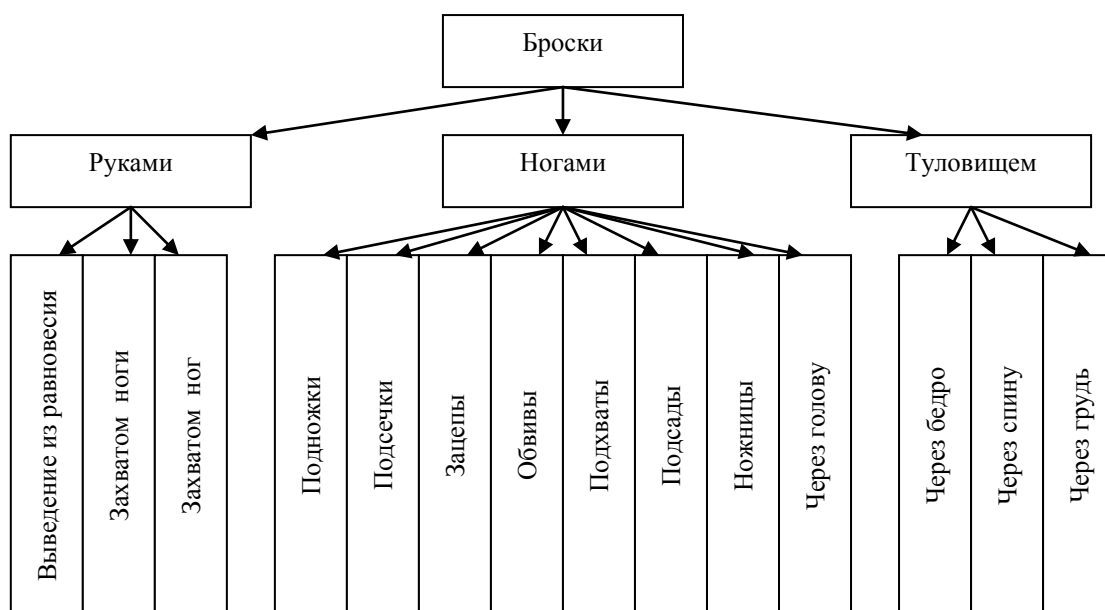 Броски
Руками
Ногами
Туловищем
Выведение из равновесия
Захватом ноги
Захватом ног
Подножки
Подсечки
Зацепы
Обвивы
Подхваты
Подсады
Ножницы
Через голову
Через бедро
Через спину
Через грудь